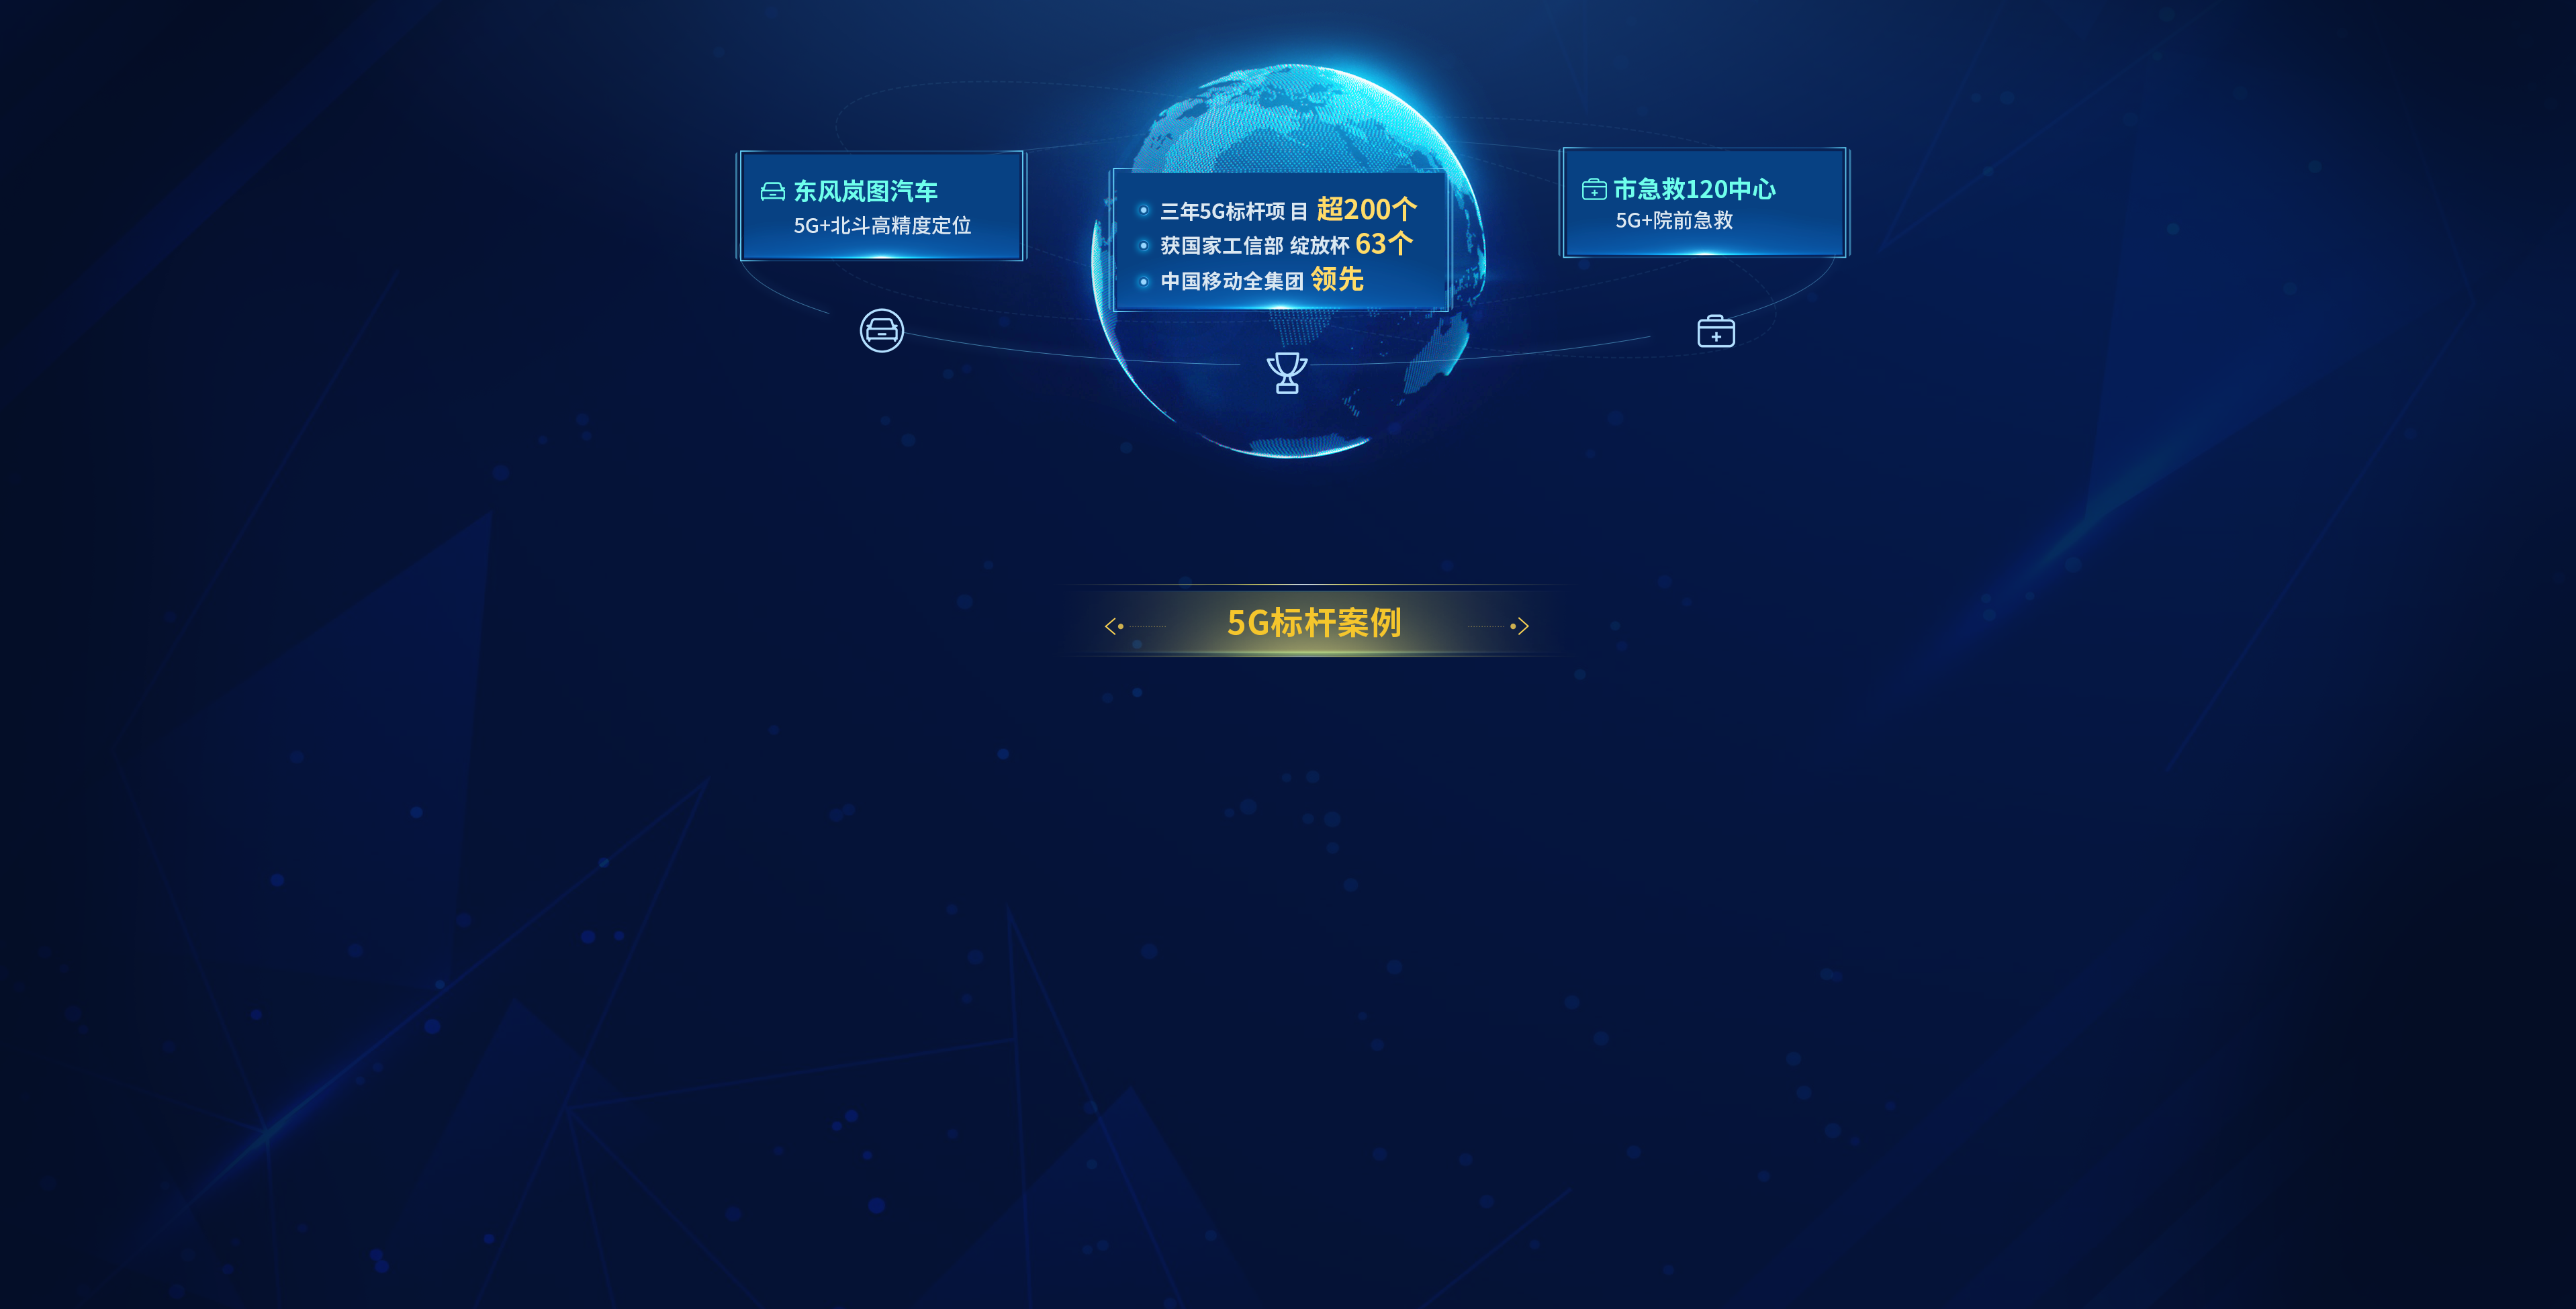 东风岚图汽车
5G+北斗高精度定位
三年5G标杆项目 超200个
获国家工信部 绽放杯 63个
中国移动全集团 领先
市急救120中心
5G+院前急救
5G标杆案例